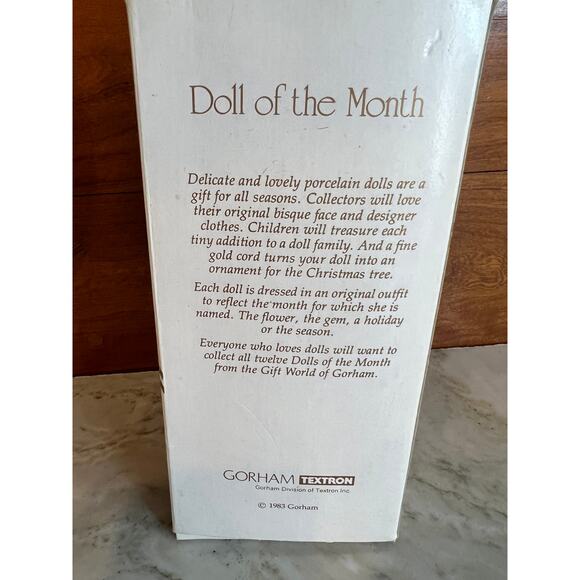 Doll of the Month
Delicate and lovely porcelain dolls are a
gift for all seasons. Collectors will love
their original bisque face and designer
clothes. Children will treasure each
tiny addition to a doll family. And a fine
gold cord turns your doll into an
ornament for the Christmas tree.
Each doll is dressed in an original outfit
to reflect the month for which she is
named. The flower, the gem, a holiday
or the season.
Everyone who loves dolls will want to
collect all twelve Dolls of the Month
from the Gift World of Gorham.
GORHAM TEXTRON
Gorham Division of Textron Inc.
© 1983 Gorham